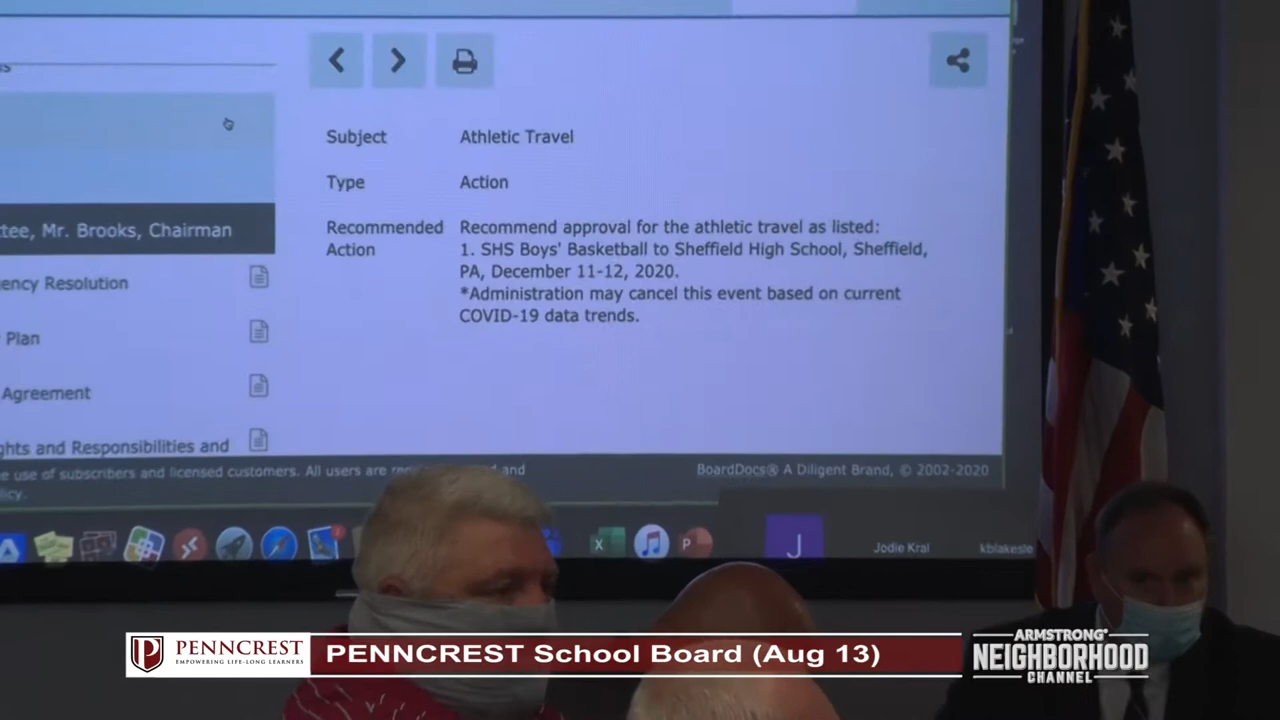 Subject Athletic Travel
Type Action
Recommended Action
Recommend approval for the athletic travel as listed:
1. SHS Boys' Basketball to Sheffield High School, Sheffield,
PA, December 11-12, 2020.
*Administration may cancel this event based on current
COVID-19 data trends.
ttee, Mr. Brooks, Chairman
ency Resolution
Plan
Agreement
ghts and Responsibilities and
e use of subscribers and licensed customers. All users are and
licy.
BoardDocs® A Diligent Brand, © 2002-2020
J
Jodie Kral
kblakesle
P PENNCREST
EMPOWERING LIFE-LONG LEARNERS
PENNCREST School Board (Aug 13)
ARMSTRONG®
NEIGHBORHOOD
CHANNEL